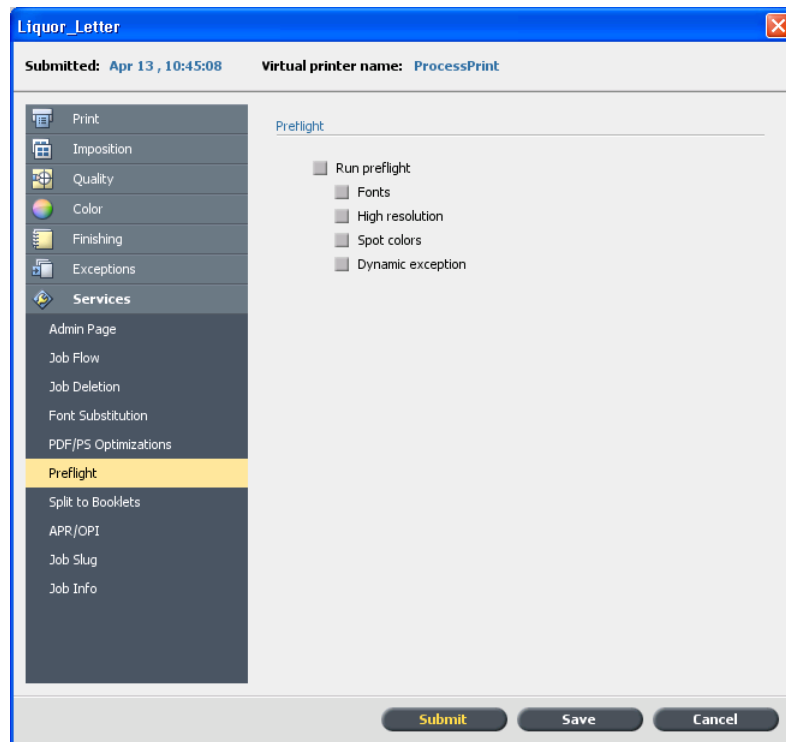 Liquor_Letter
Submitted: Apr 13 , 10:45:08 Virtual printer name: ProcessPrint
Print
Imposition
Quality
Color
Finishing
Exceptions
Services
Admin Page
Job Flow
Job Deletion
Font Substitution
PDF/PS Optimizations
Preflight
Split to Booklets
APR/OPI
Job Slug
Job Info
Preflight
Run preflight
Fonts
High resolution
Spot colors
Dynamic exception
Submit Save Cancel